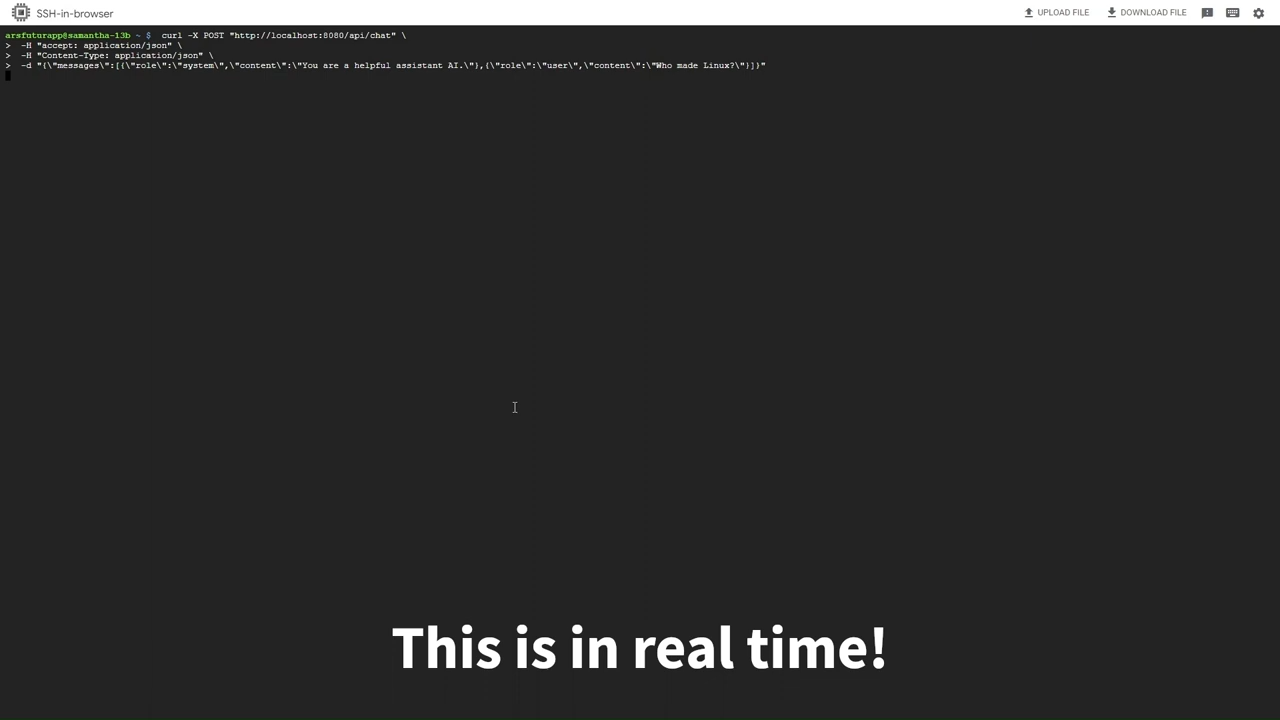 SSH-in-browser
UPLOAD FILE
DOWNLOAD FILE
arsfuturapp@samantha-13b ~ $ curl -X POST "http://localhost:8080/api/chat" \
> -H "accept: application/json" \
> -H "Content-Type: application/json" \
> -d "{\"messages\":[{\"role\":\"system\",\"content\":\"You are a helpful assistant AI.\"},{\"role\":\"user\",\"content\":\"Who made Linux?\"}]}"
This is in real time!